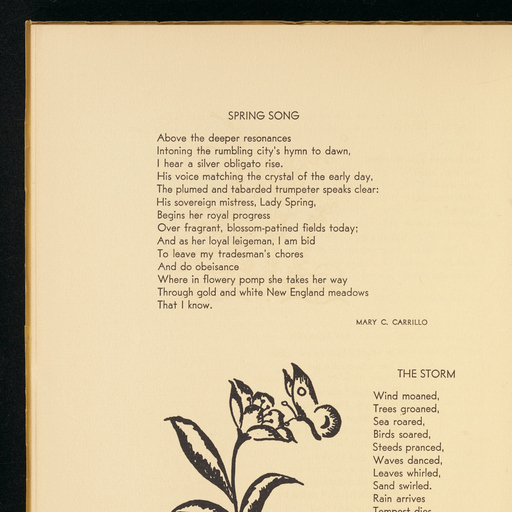 SPRING SONG
Above the deeper resonances
Intoning the rumbling city's hymn to dawn,
I hear a silver obligato rise.
His voice matching the crystal of the early day,
The plumed and tabarded trumpeter speaks clear:
His sovereign mistress, Lady Spring,
Begins her royal progress
Over fragrant, blossom-patined fields today;
And as her loyal leigeman, I am bid
To leave my tradesman's chores
And do obeisance
Where in flowery pomp she takes her way
Through gold and white New England meadows
That I know.
MARY C. CARRILLO
THE STORM
Wind moaned,
Trees groaned,
Sea roared,
Birds soared,
Steeds pranced,
Waves danced,
Leaves whirled,
Sand swirled.
Rain arrives
Tempest dies